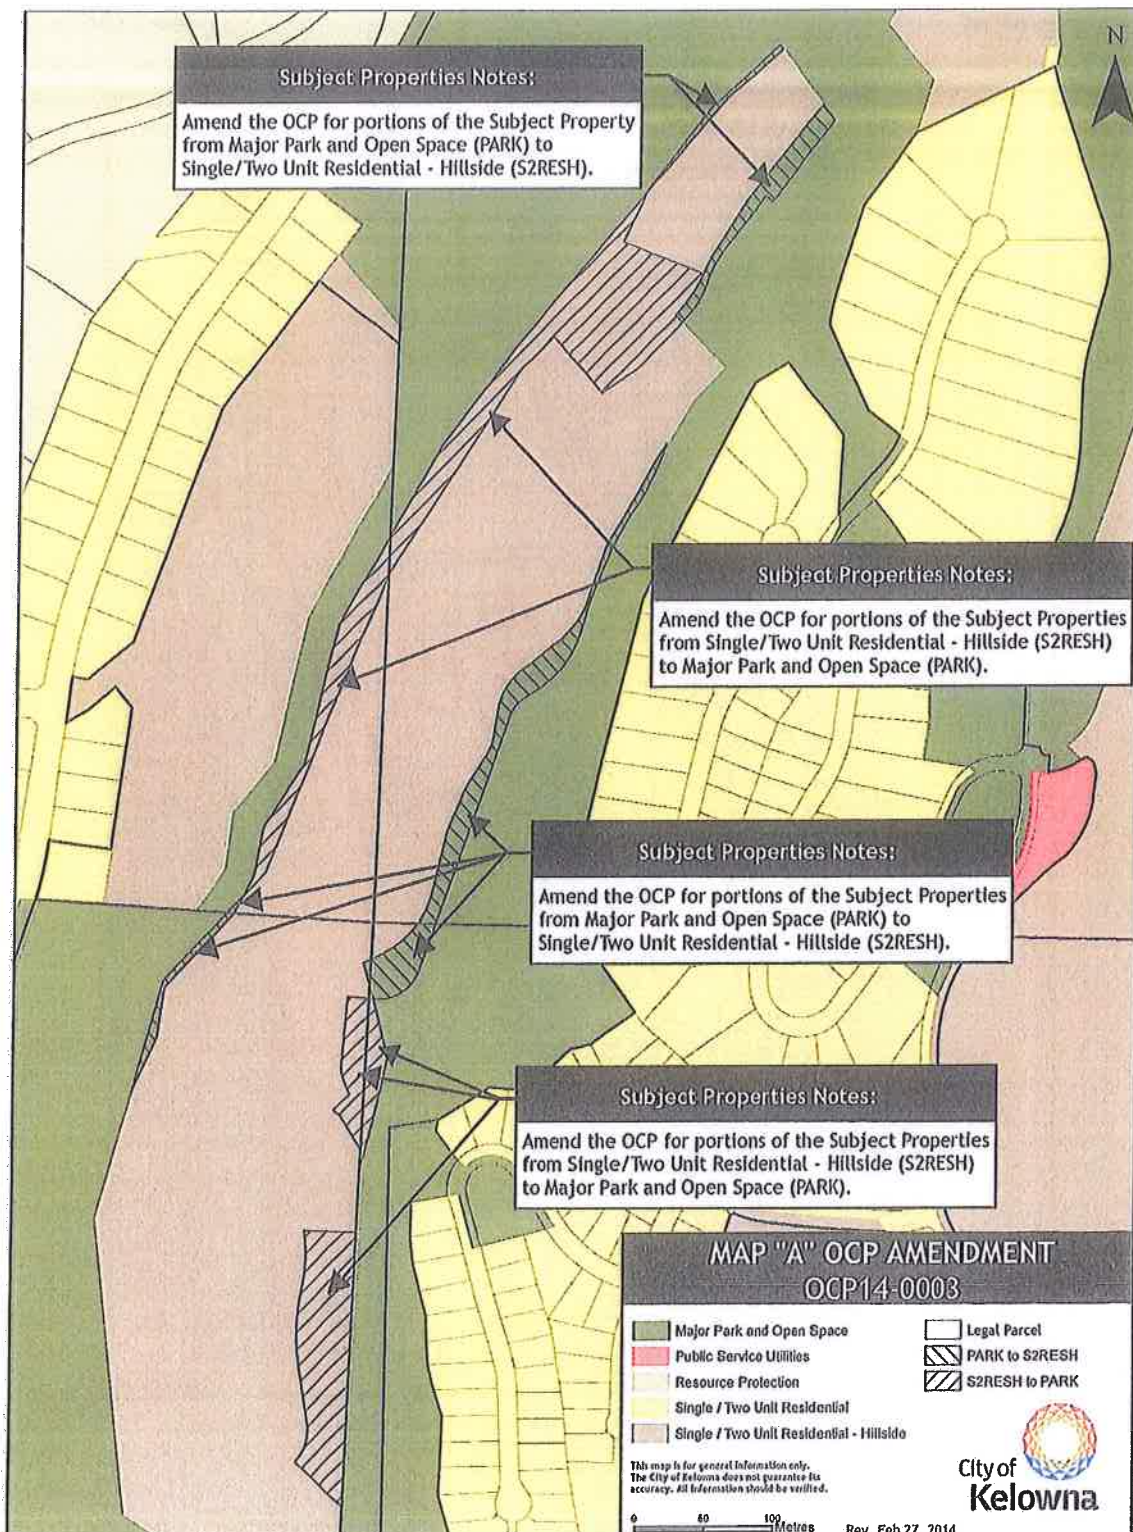 N
Subject Properties Notes:
Amend the OCP for portions of the Subject Property
from Major Park and Open Space (PARK) to
Single/Two Unit Residential - Hillside (S2RESH).
Subject Properties Notes:
Amend the OCP for portions of the Subject Properties
from Single/Two Unit Residential - Hillside (S2RESH)
to Major Park and Open Space (PARK).
Subject Properties Notes:
Amend the OCP for portions of the Subject Properties
from Major Park and Open Space (PARK) to
Single/Two Unit Residential - Hillside (S2RESH).
Subject Properties Notes:
Amend the OCP for portions of the Subject Properties
from Single/Two Unit Residential - Hillside (S2RESH)
to Major Park and Open Space (PARK).
MAP "A" OCP AMENDMENT
OCP14-0003
Major Park and Open Space
Public Service Utilities
Resource Protection
Single / Two Unit Residential
Single / Two Unit Residential - Hillside
Legal Parcel
PARK to S2RESH
S2RESH to PARK
This map is for general information only.
The City of Kelowna does not guarantee its
accuracy. All information should be verified.
City of
Kelowna
0 50 100 Metres
Rev. Feb 27, 2014